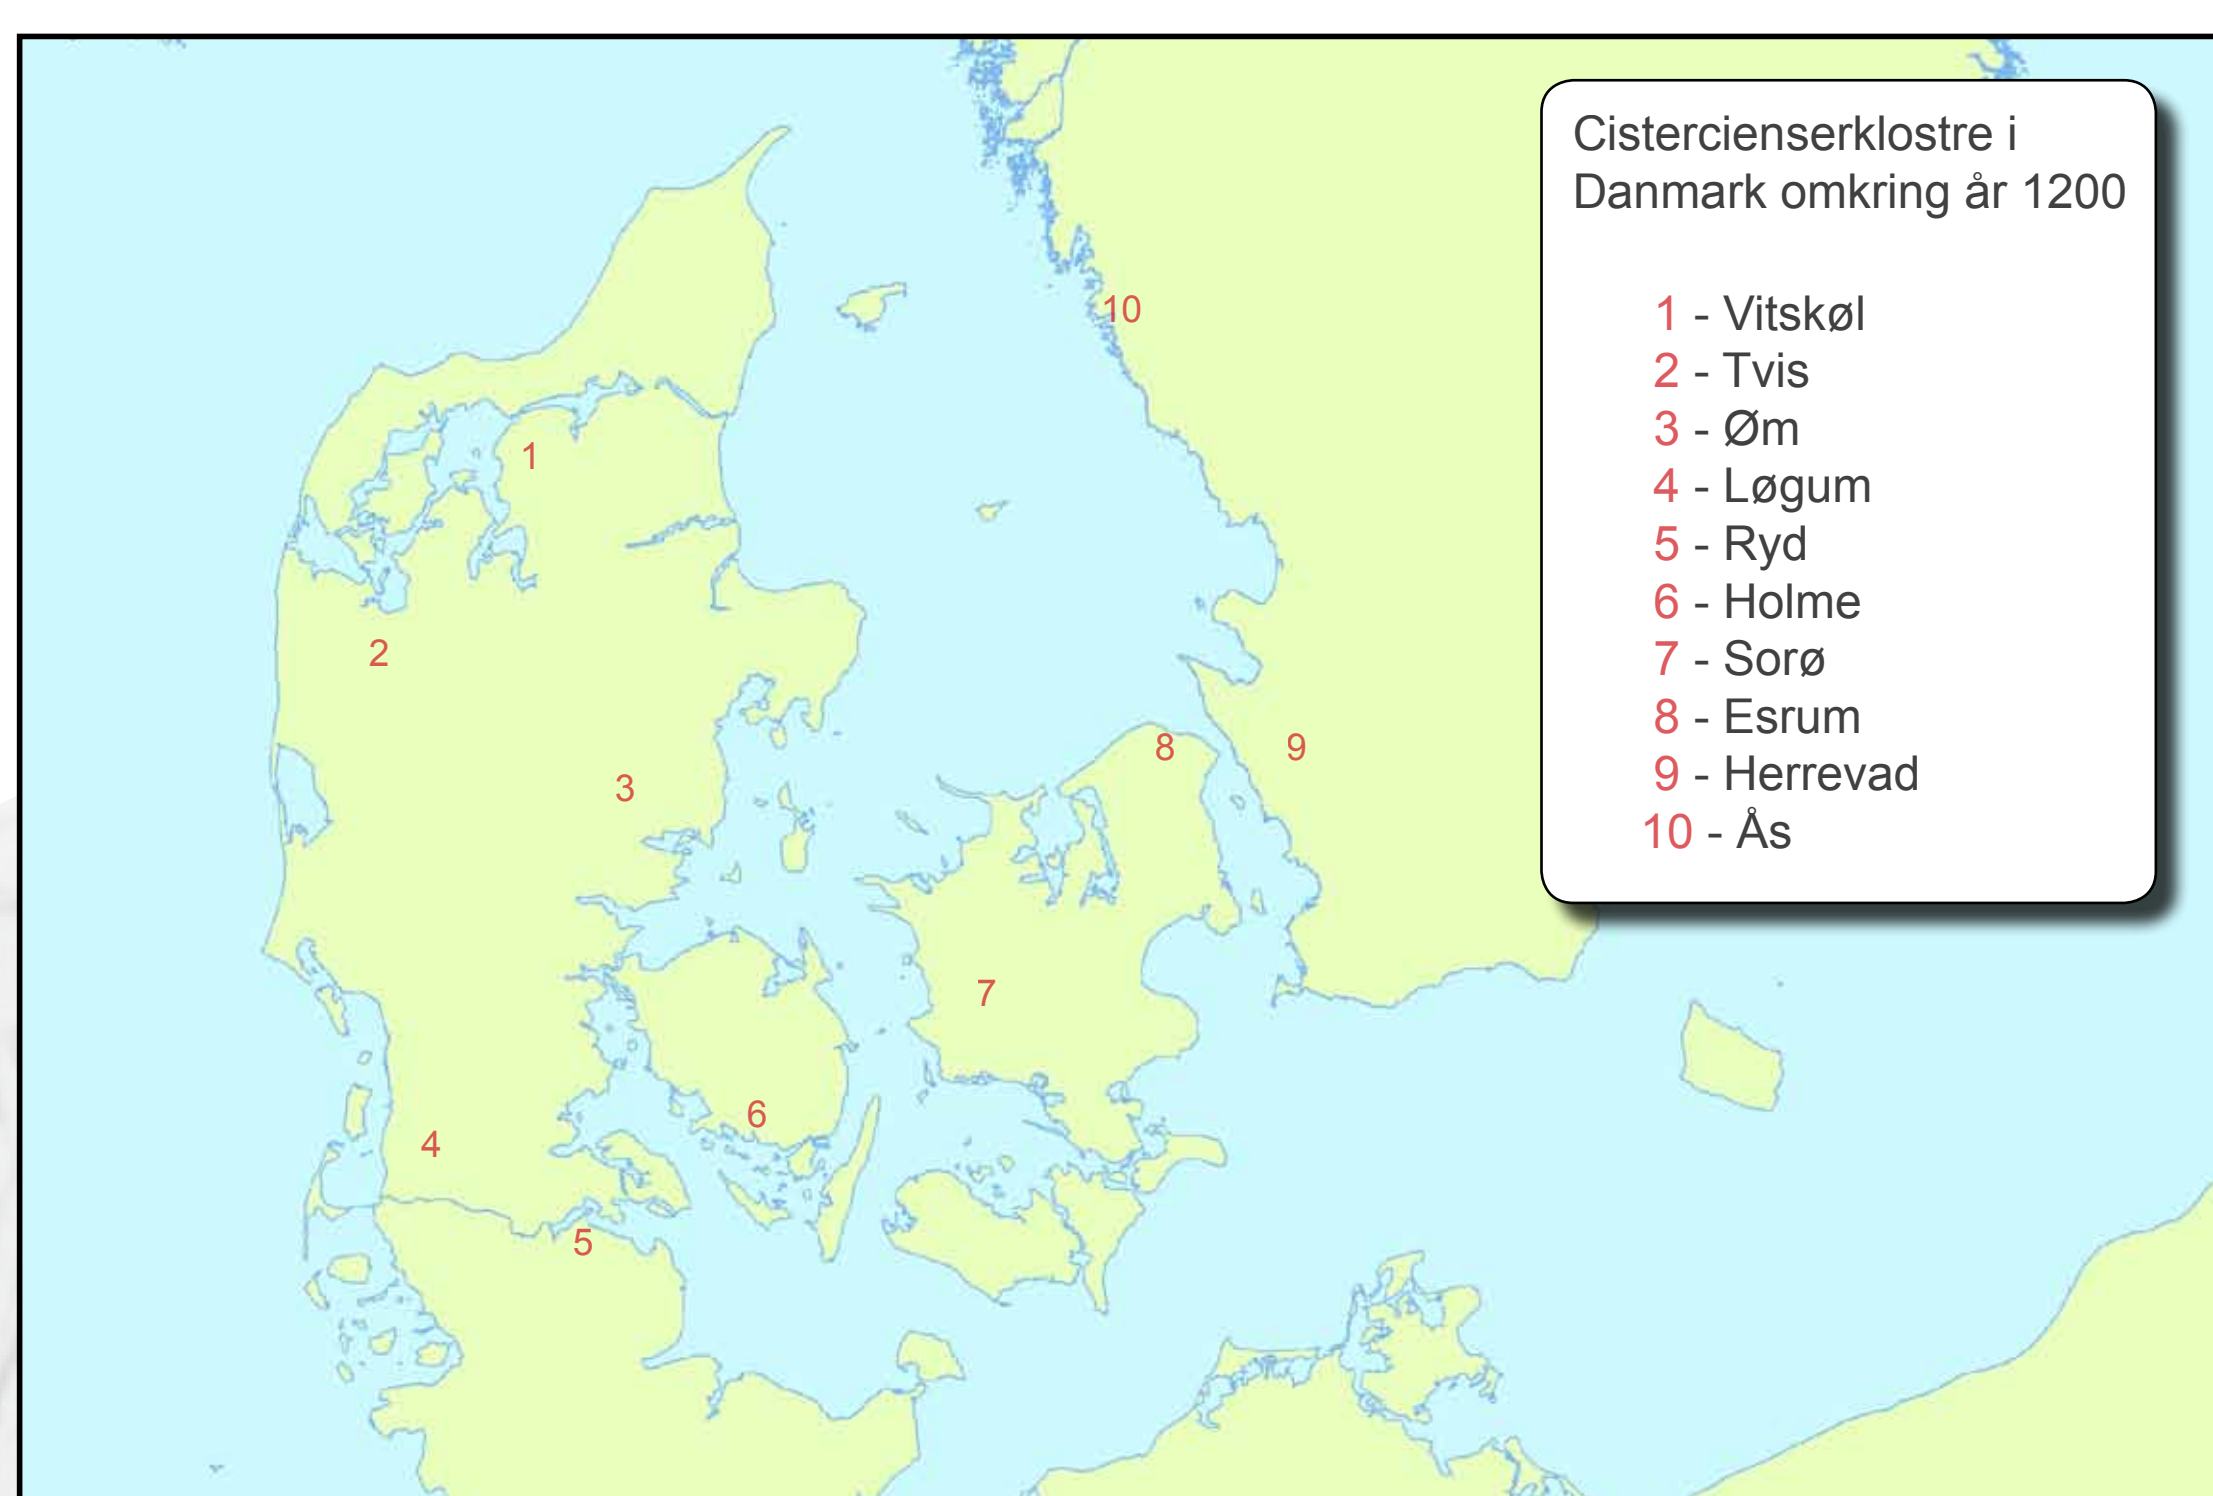 Cistercienserklostre i
Danmark omkring år 1200
1 - Vitskøl
2 - Tvis
3 - Øm
4 - Løgum
5 - Ryd
6 - Holme
7 - Sorø
8 - Esrum
9 - Herrevad
10 - Ås
10
1
2
8
9
3
7
6
4
5